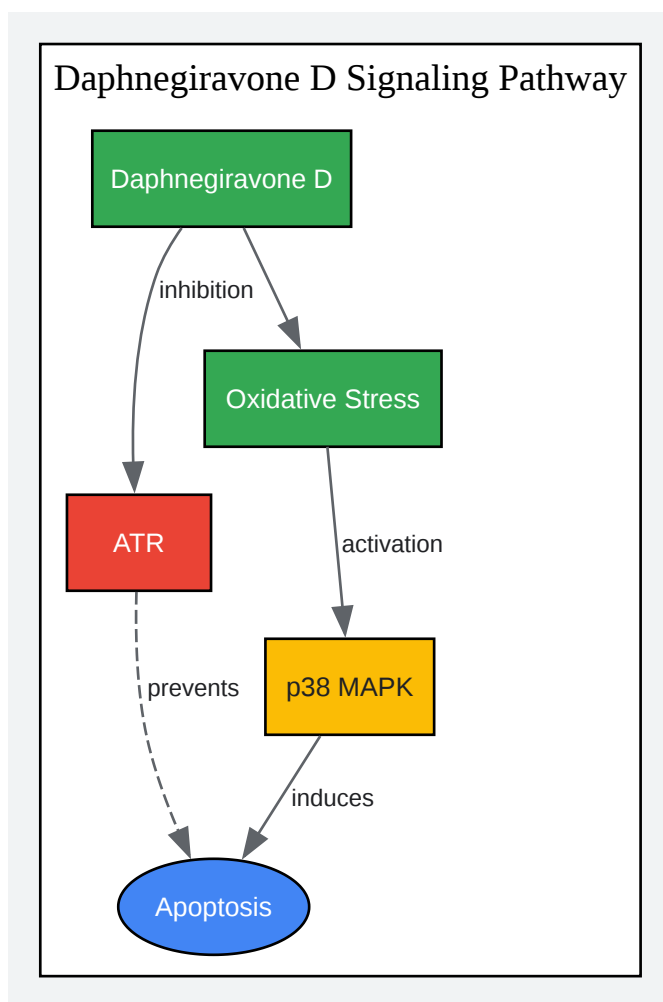 Daphnegiravone D Signaling Pathway
Daphnegiravone D
inhibition
Oxidative Stress
ATR
activation
p38 MAPK
prevents
induces
Apoptosis